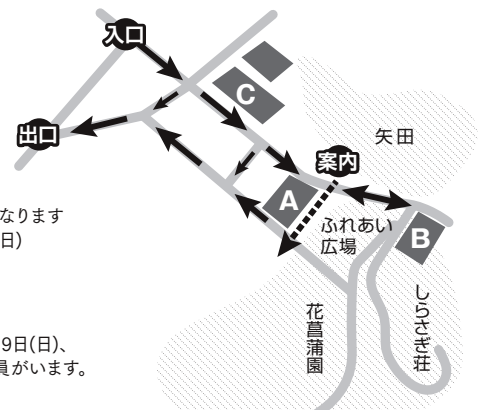 入口
C
出口
矢田
案内
A
ふれあい
広場
B
なります
日)
花菖蒲園
しらさぎ荘
9日(日)、
員がいます。